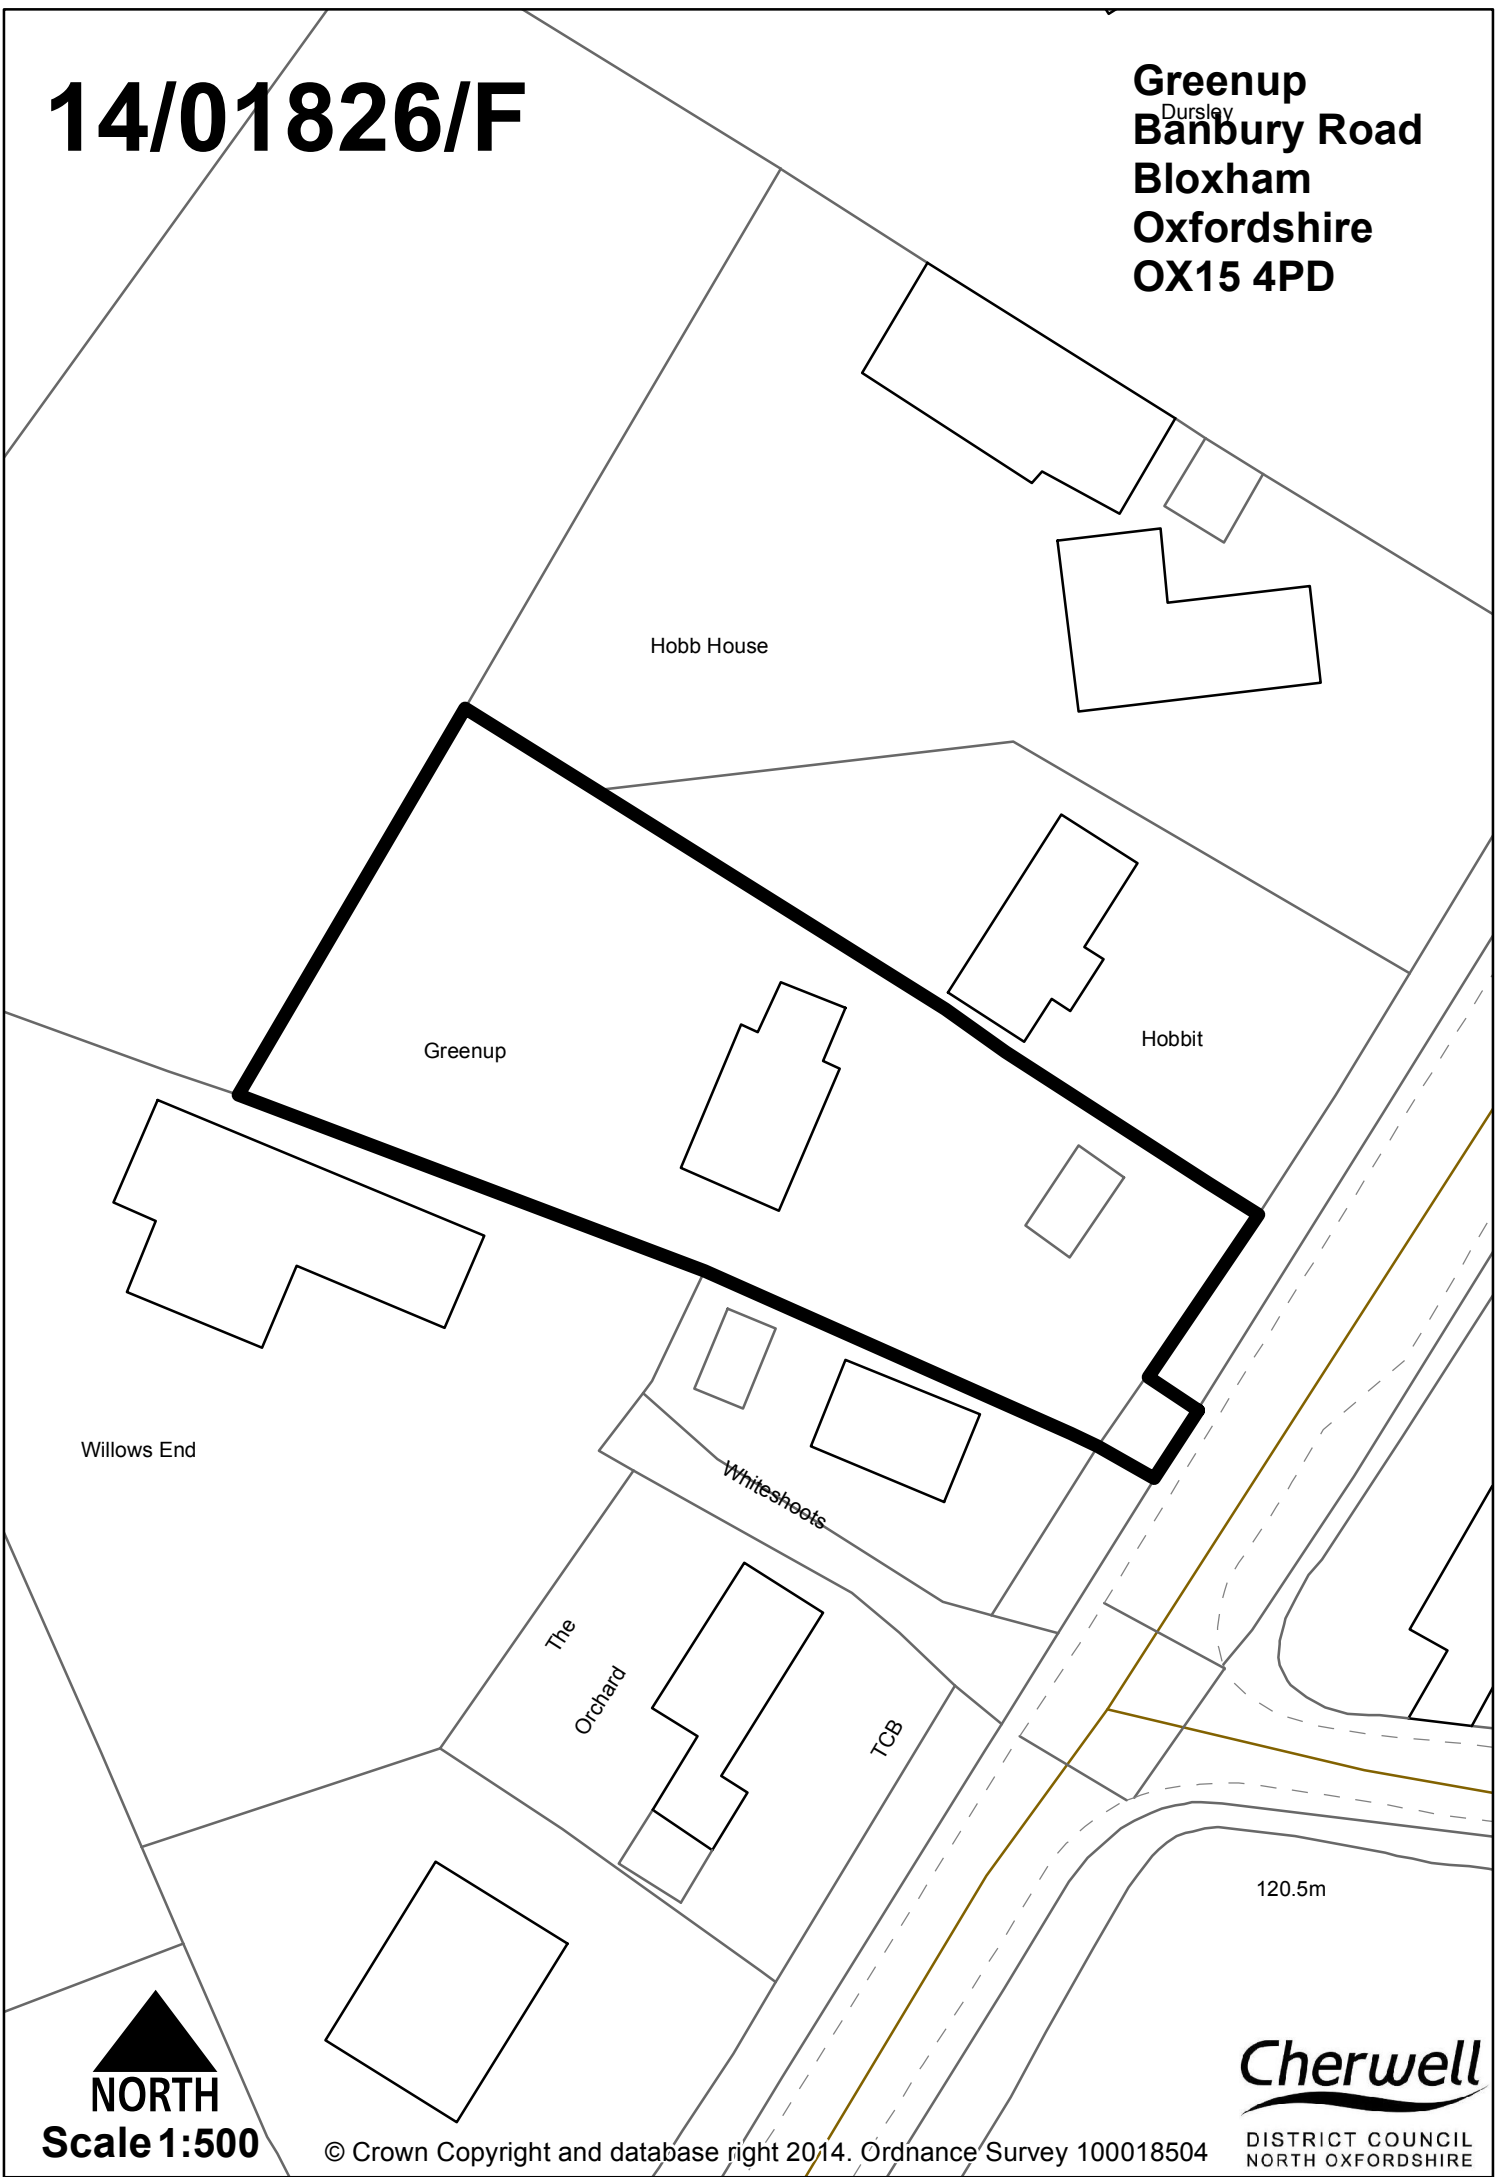 14/01826/F
Greenup
Dursley
Banbury Road
Bloxham
Oxfordshire
OX15 4PD
Hobb House
Hobbit
Greenup
Willows End
Whiteshoots
The
Orchard
TCB
120.5m
NORTH
Scale 1:500
© Crown Copyright and database right 2014. Ordnance Survey 100018504
Cherwell
DISTRICT COUNCIL
NORTH OXFORDSHIRE